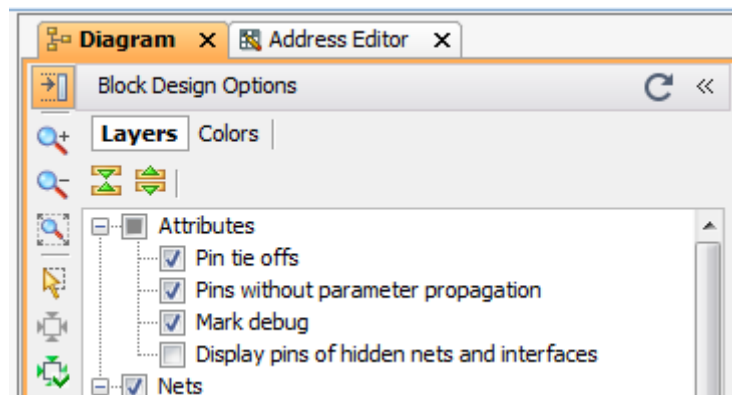 Diagram Address Editor
Block Design Options
Layers Colors
Attributes
Pin tie offs
Pins without parameter propagation
Mark debug
Display pins of hidden nets and interfaces
Nets